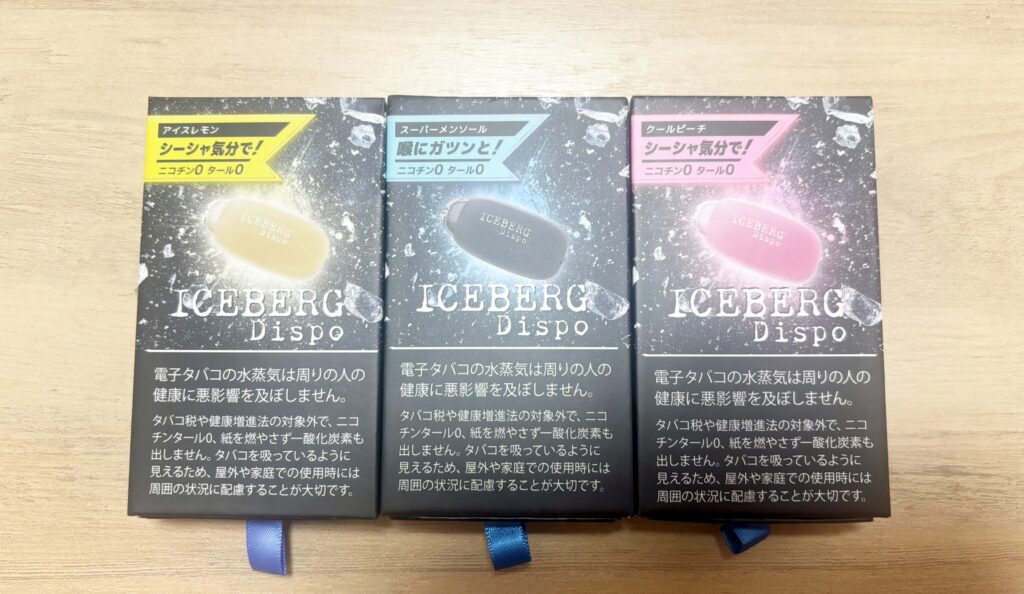 アイスレモン
シーシャ気分で!
ニコチン0 タール0
ICEBERG
Dispo
ICEBERG
Dispo
電子タバコの水蒸気は周りの人の
健康に悪影響を及ぼしません。
タバコ税や健康増進法の対象外で、ニコ
チンタール0、紙を燃やさず一酸化炭素も
出しません。タバコを吸っているように
見えるため、屋外や家庭での使用時には
周囲の状況に配慮することが大切です。
スーパーメンソール
喉にガツンと!
ニコチン0 タール0
ICEBERG
Dispo
ICEBERG
Dispo
電子タバコの水蒸気は周りの人の
健康に悪影響を及ぼしません。
タバコ税や健康増進法の対象外で、ニコ
チンタール0、紙を燃やさず一酸化炭素も
出しません。タバコを吸っているように
見えるため、屋外や家庭での使用時には
周囲の状況に配慮することが大切です。
クールピーチ
シーシャ気分で!
ニコチン0 タール0
ICEBERG
Dispo
ICEBERG
Dispo
電子タバコの水蒸気は周りの人の
健康に悪影響を及ぼしません。
タバコ税や健康増進法の対象外で、ニコ
チンタール0、紙を燃やさず一酸化炭素も
出しません。タバコを吸っているように
見えるため、屋外や家庭での使用時には
周囲の状況に配慮することが大切です。